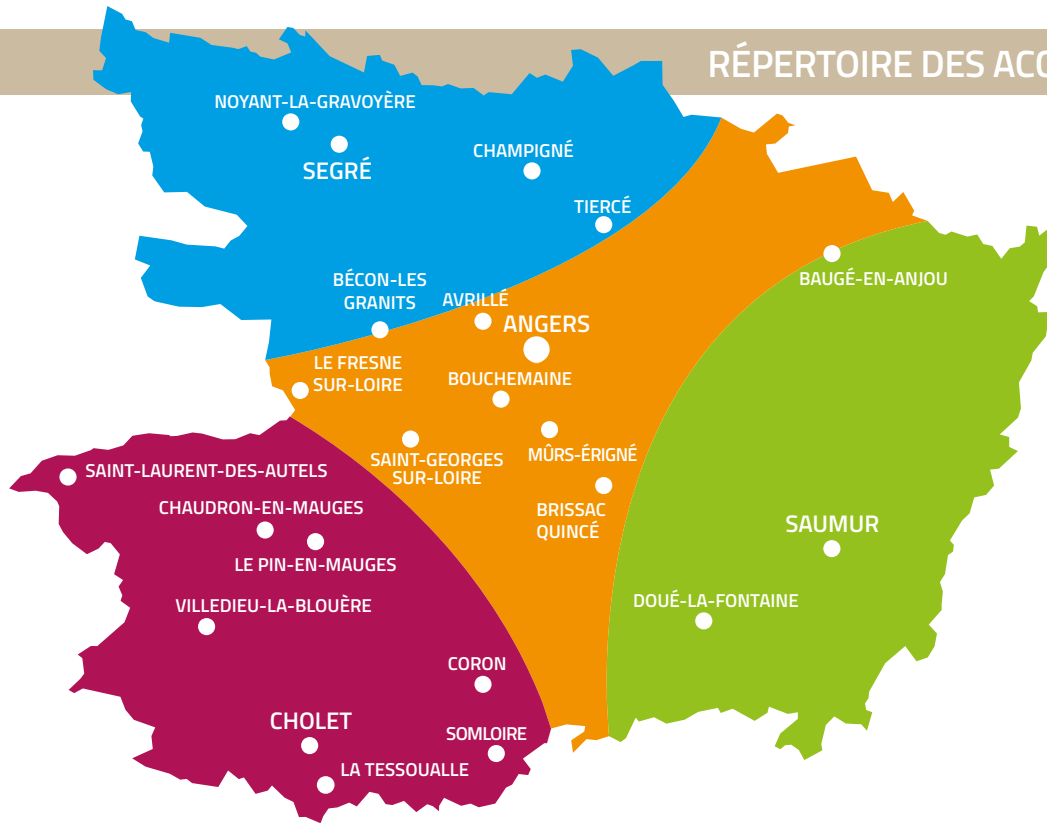 RÉPERTOIRE DES ACC
NOYANT-LA-GRAVOYÈRE
SEGRÉ
CHAMPIGNÉ
TIERCÉ
BÉCON-LES
GRANITS
AVRILLÉ
ANGERS
BAUGÉ-EN-ANJOU
LE FRESNE
SUR-LOIRE
BOUCHEMAINE
SAINT-GEORGES
SUR-LOIRE
MÛRS-ÉRIGNÉ
SAINT-LAURENT-DES-AUTELS
CHAUDRON-EN-MAUGES
BRISSAC
QUINCÉ
SAUMUR
LE PIN-EN-MAUGES
VILLEDIEU-LA-BLOUÈRE
DOUÉ-LA-FONTAINE
CORON
CHOLET
SOMLOIRE
LA TESSOUALLE